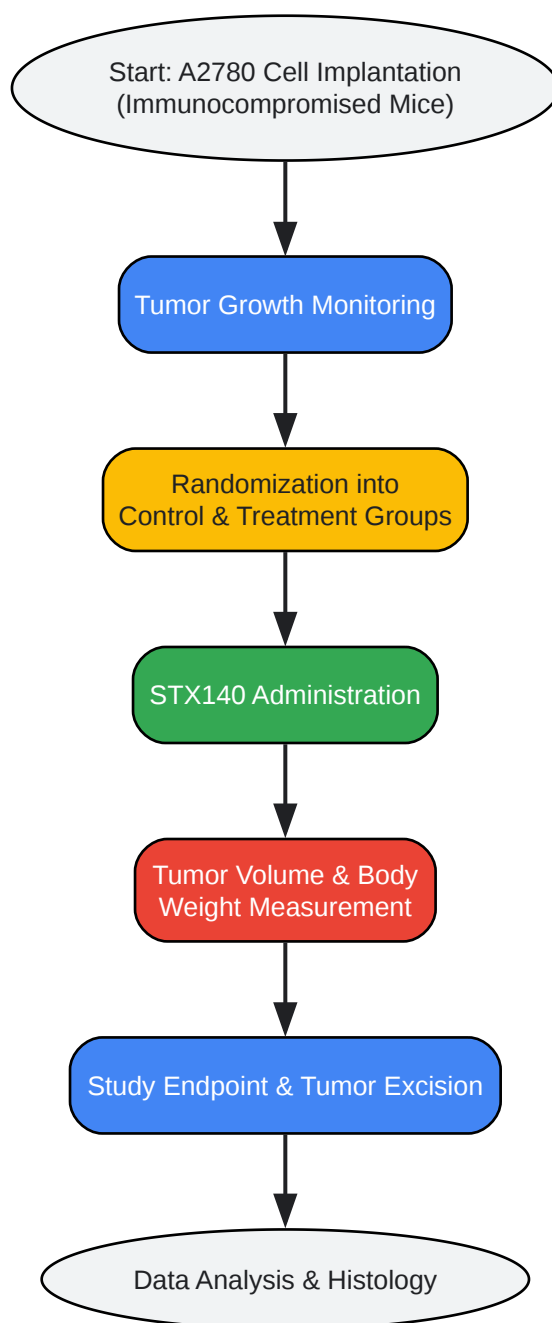 Start: A2780 Cell Implantation
(Immunocompromised Mice)
Tumor Growth Monitoring
Randomization into
Control & Treatment Groups
STX140 Administration
Tumor Volume & Body
Weight Measurement
Study Endpoint & Tumor Excision
Data Analysis & Histology